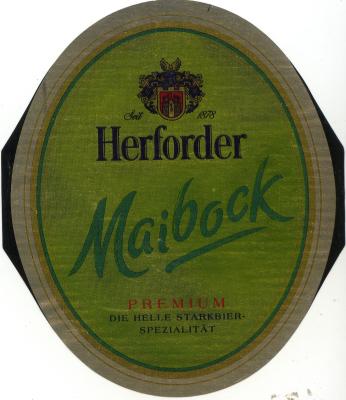 Seit 1878
Herforder
Maibock
PREMIUM
DIE HELLE STARKBIER-
SPEZIALITÄT